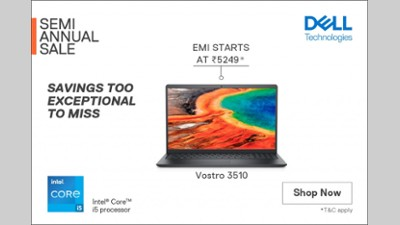 SEMI
ANNUAL
SALE
DELL
Technologies
EMI STARTS
AT ₹5249*
SAVINGS TOO
EXCEPTIONAL
TO MISS
Vostro 3510
intel
CORE
i5
Intel® Core™
i5 processor
Shop Now
*T&C apply